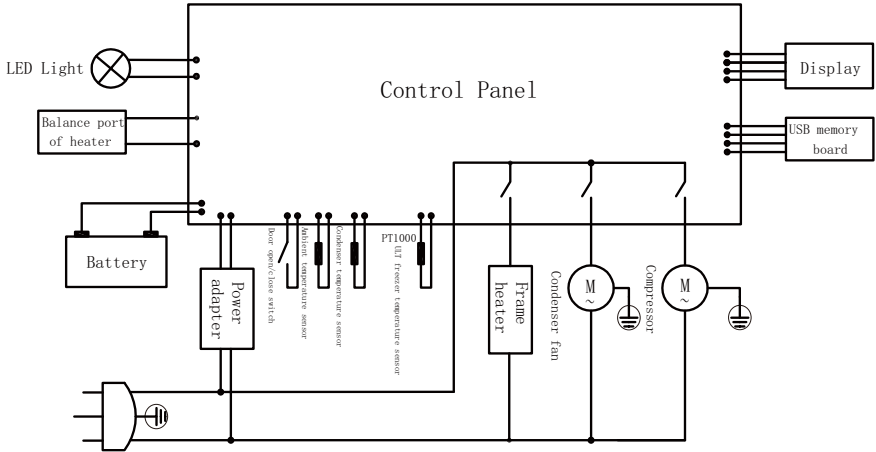 LED Light
Control Panel
Display
Balance port
of heater
USB memory
board
Battery
Power
adapter
Door open/close switch
Ambient temperature sensor
Condenser temperature sensor
PT1000
ULT freezer temperature sensor
Frame
heater
Condenser fan
M
~
Compressor
M
~